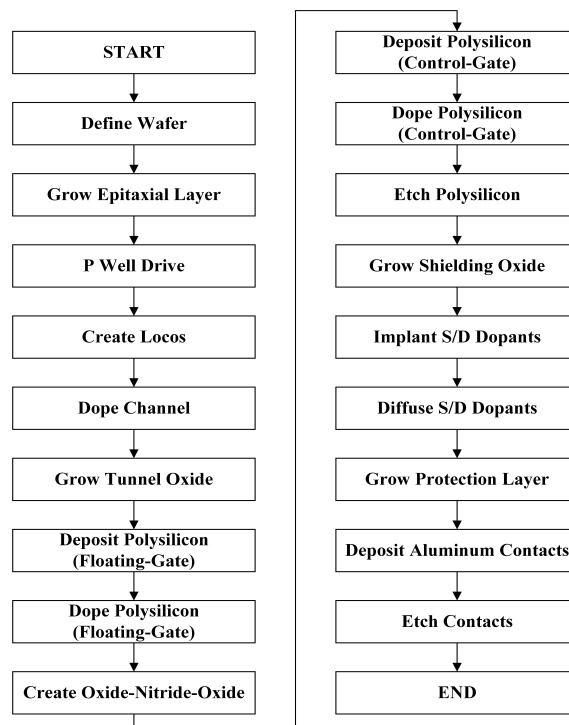 START
Define Wafer
Grow Epitaxial Layer
P Well Drive
Create Locos
Dope Channel
Grow Tunnel Oxide
Deposit Polysilicon
(Floating-Gate)
Dope Polysilicon
(Floating-Gate)
Create Oxide-Nitride-Oxide
Deposit Polysilicon
(Control-Gate)
Dope Polysilicon
(Control-Gate)
Etch Polysilicon
Grow Shielding Oxide
Implant S/D Dopants
Diffuse S/D Dopants
Grow Protection Layer
Deposit Aluminum Contacts
Etch Contacts
END